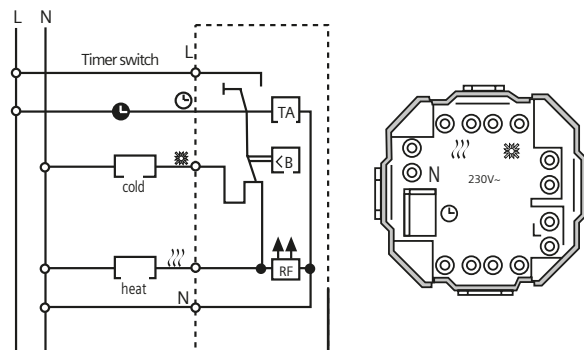 L N
Timer switch L
TA
<B
cold
RF
heat
N
N
230V~
L